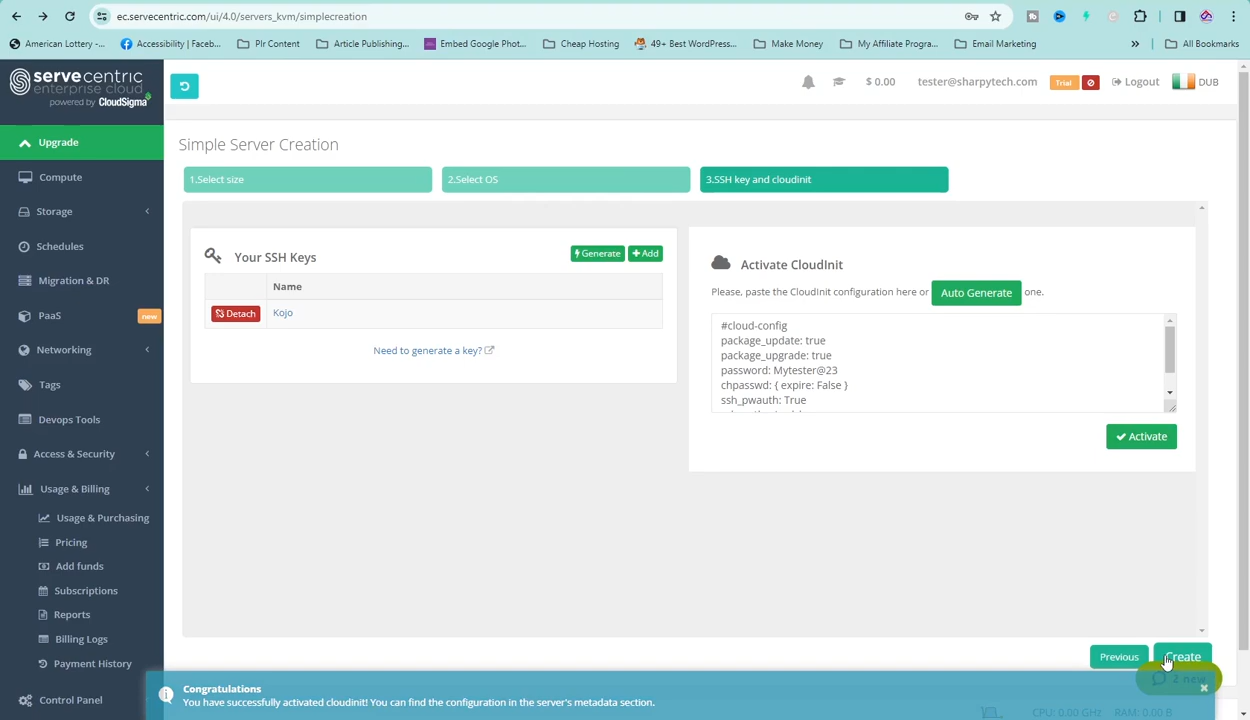 ec.servecentric.com/ui/4.0/servers_kvm/simplecreation
American Lottery -... Accessibility | Faceb... Plr Content Article Publishing... Embed Google Phot... Cheap Hosting 49+ Best WordPress... Make Money My Affiliate Progra... Email Marketing » All Bookmarks
servecentric
enterprise cloud
powered by CloudSigma
$ 0.00 tester@sharpytech.com Trial Logout DUB
Upgrade
Compute
Storage
Schedules
Migration & DR
PaaS new
Networking
Tags
Devops Tools
Access & Security
Usage & Billing
Usage & Purchasing
Pricing
Add funds
Subscriptions
Reports
Billing Logs
Payment History
Control Panel
Simple Server Creation
1.Select size 2.Select OS 3.SSH key and cloudinit
Your SSH Keys Generate Add
Name
Detach Kojo
Need to generate a key?
Activate CloudInit
Please, paste the CloudInit configuration here or Auto Generate one.
#cloud-config
package_update: true
package_upgrade: true
password: Mytester@23
chpasswd: { expire: False }
ssh_pwauth: True
Activate
Previous Create
2 new
Congratulations
You have successfully activated cloudinit! You can find the configuration in the server's metadata section.
CPU: 0.00 GHz RAM: 0.00 B